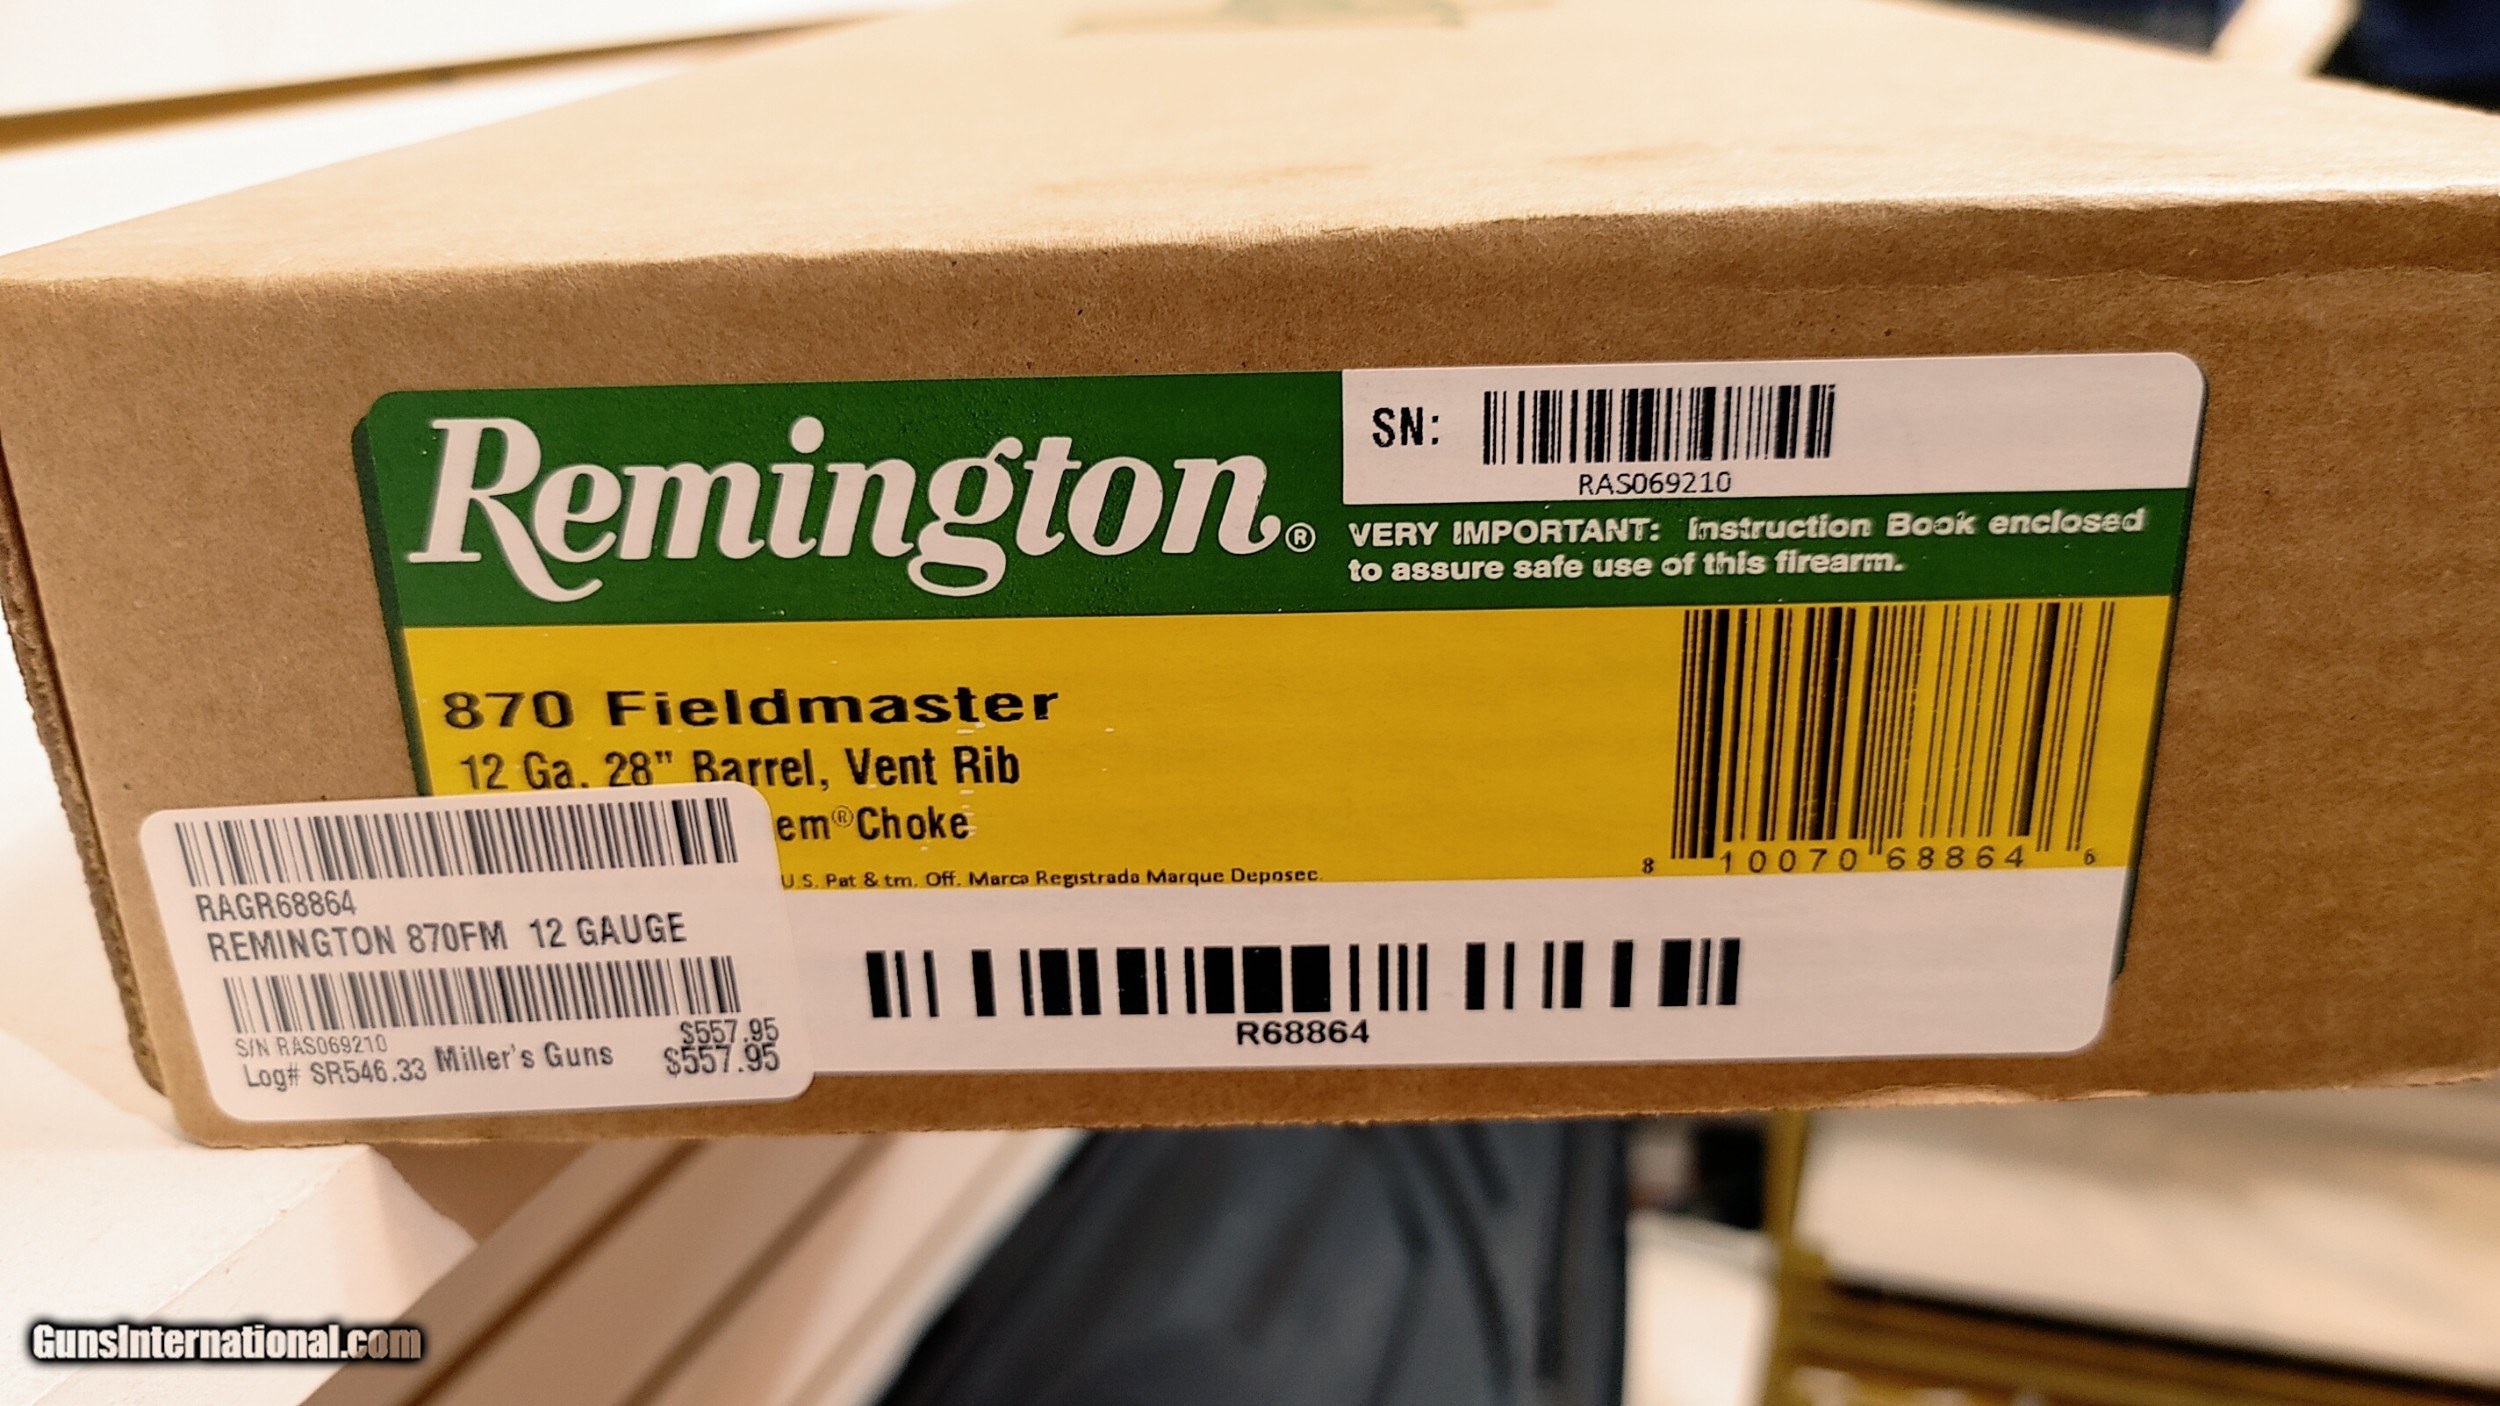 Remington®
SN:
RAS069210
VERY IMPORTANT: Instruction Book enclosed
to assure safe use of this firearm.
870 Fieldmaster
12 Ga. 28" Barrel, Vent Rib
em® Choke
U.S. Pat & tm. Off. Marca Registrada Marque Deposec.
8 10070 68864 6
R68864
RAGR68864
REMINGTON 870FM 12 GAUGE
S/N RAS069210
$557.95
Log# SR546.33 Miller's Guns $557.95
GunsInternational.com